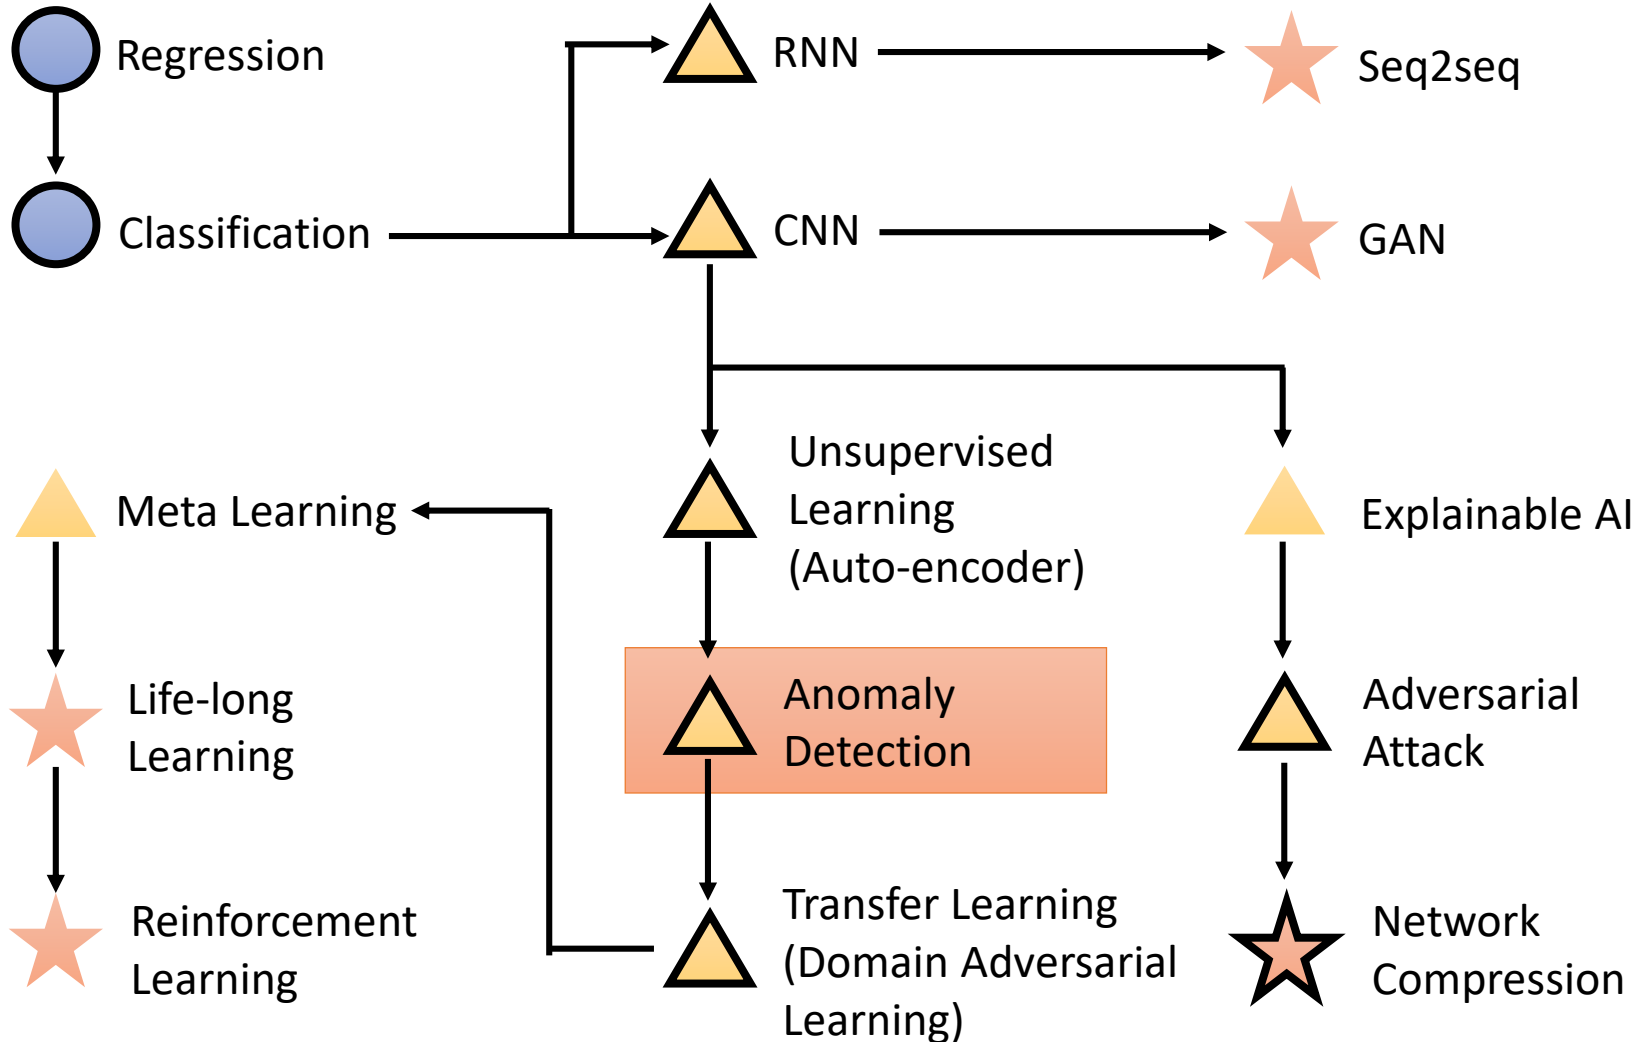 Regression
RNN
Seq2seq
Classification
CNN
GAN
Unsupervised
Learning
(Auto-encoder)
Meta Learning
Explainable AI
Life-long
Learning
Anomaly
Detection
Adversarial
Attack
Reinforcement
Learning
Transfer Learning
(Domain Adversarial
Learning)
Network
Compression